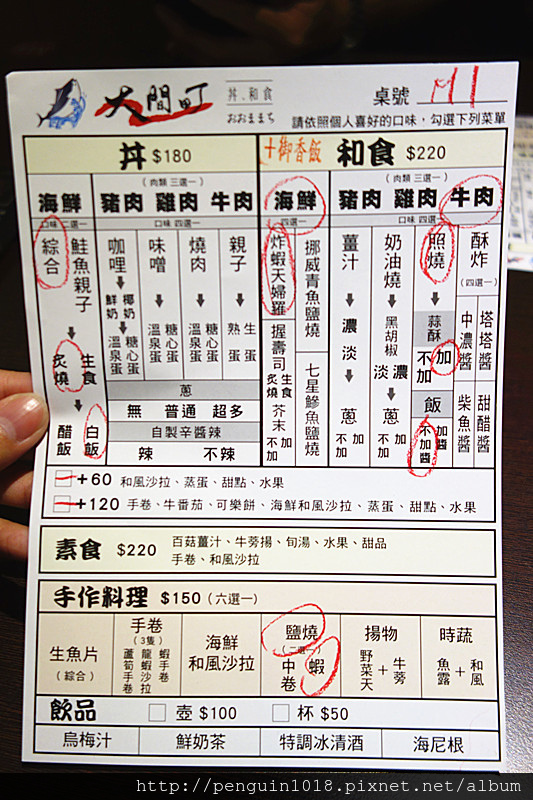 大間町
丼、和食
おおままち
桌號 M1
請依照個人喜好的口味，勾選下列菜單
丼 $180
海鮮
口味 四選一
綜合
鮭魚親子
炙燒
生食
醋飯
白飯
(肉類 三選一)
豬肉 雞肉 牛肉
口味 四選一
咖哩
鮮奶
椰奶
溫泉蛋
糖心蛋
味噌
溫泉蛋
糖心蛋
燒肉
溫泉蛋
糖心蛋
親子
熟蛋
生蛋
蔥
無 普通 超多
自製辛醬辣
辣 不辣
+御香飯 和食 $220
海鮮
四選一
炸蝦天婦羅
挪威青魚鹽燒
握壽司
炙燒
生食
芥末
不加
加
七星鰺魚鹽燒
(肉類 三選一)
豬肉 雞肉 牛肉
口味 四選一
薑汁
濃
淡
蔥
不加
加
奶油燒
黑胡椒
淡
濃
蔥
不加
加
照燒
蒜酥
不加
加
飯
不加醬
加醬
酥炸
(四選一)
中濃醬
塔塔醬
柴魚醬
甜醋醬
+60 和風沙拉、蒸蛋、甜點、水果
+120 手卷、牛番茄、可樂餅、海鮮和風沙拉、蒸蛋、甜點、水果
素食 $220
百菇薑汁、牛蒡揚、旬湯、水果、甜品
手卷、和風沙拉
手作料理 $150 (六選一)
生魚片
(綜合)
手卷
(3隻)
蘆筍手卷
龍蝦沙拉
蝦手卷
海鮮
和風沙拉
鹽燒
(二選一)
中卷
蝦
揚物
野菜天+牛蒡
時蔬
魚露+和風
飲品
壺 $100
杯 $50
烏梅汁
鮮奶茶
特調冰清酒
海尼根
http://penguin1018.pixnet.net/album